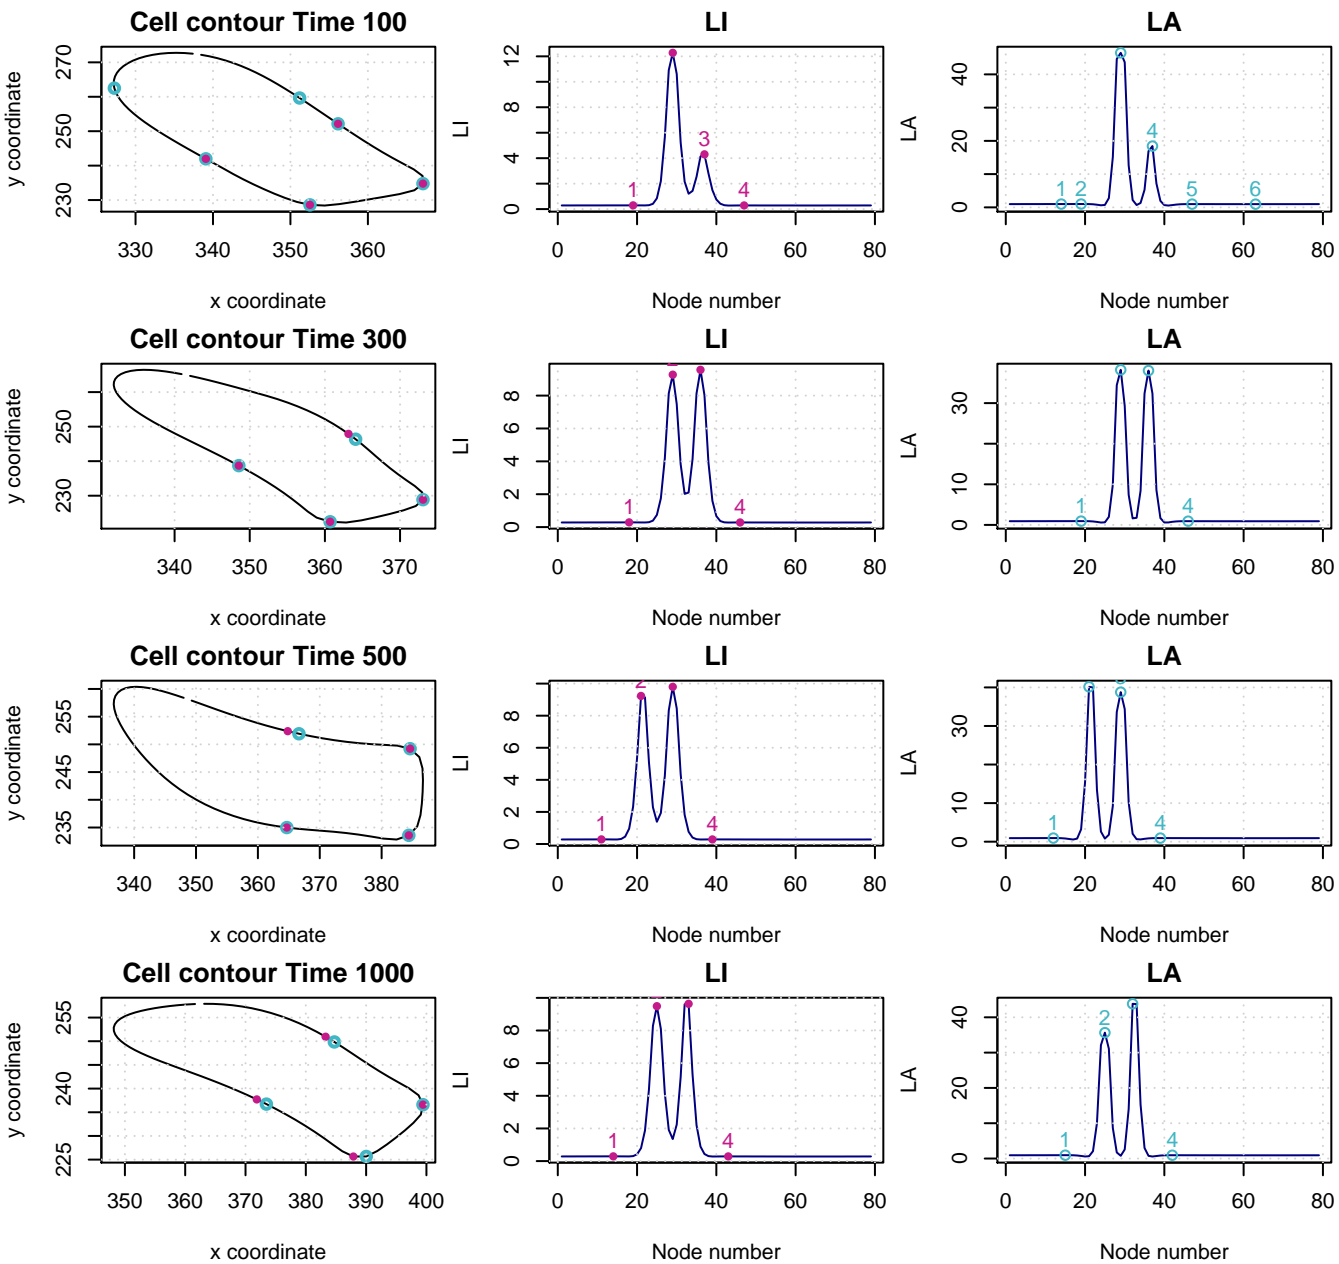 Cell contour Time 100
LI
LA
y coordinate
230 250 270
330 340 350 360
x coordinate
LI
0 4 8 12
1 3 4
0 20 40 60 80
Node number
LA
0 20 40
1 2 4 5 6
0 20 40 60 80
Node number
Cell contour Time 300
LI
LA
y coordinate
230 250
340 350 360 370
x coordinate
LI
0 2 4 6 8
1 4
0 20 40 60 80
Node number
LA
0 10 30
1 4
0 20 40 60 80
Node number
Cell contour Time 500
LI
LA
y coordinate
235 245 255
340 350 360 370 380
x coordinate
LI
0 2 4 6 8
1 2 4
0 20 40 60 80
Node number
LA
0 10 30
1 4
0 20 40 60 80
Node number
Cell contour Time 1000
LI
LA
y coordinate
225 240 255
350 360 370 380 390 400
x coordinate
LI
0 2 4 6 8
1 4
0 20 40 60 80
Node number
LA
0 20 40
1 2 4
0 20 40 60 80
Node number